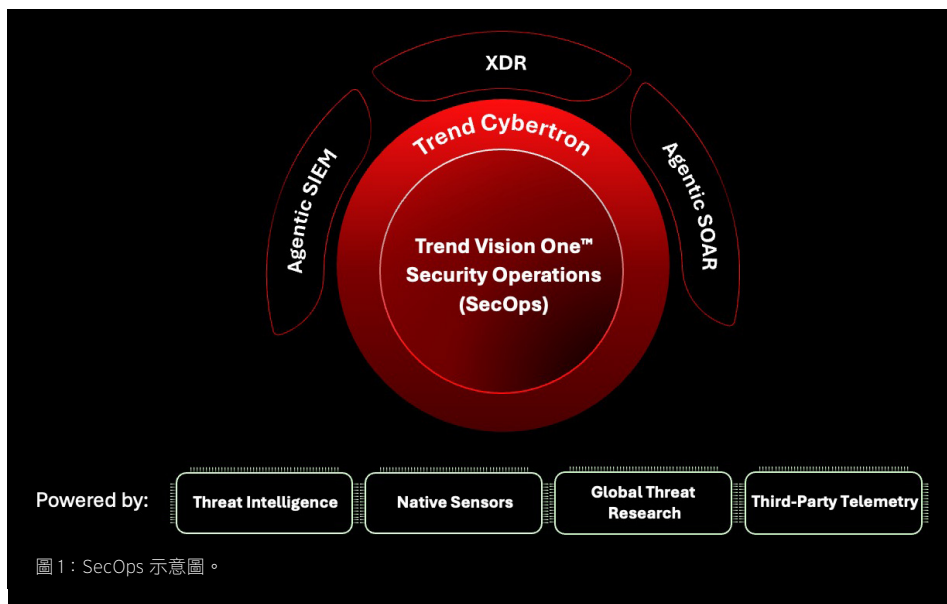 XDR
Trend Cybertron
Agentic SIEM
Agentic SOAR
Trend Vision One™
Security Operations
(SecOps)
Powered by:
Threat Intelligence
Native Sensors
Global Threat
Research
Third-Party Telemetry
圖 1：SecOps 示意圖。